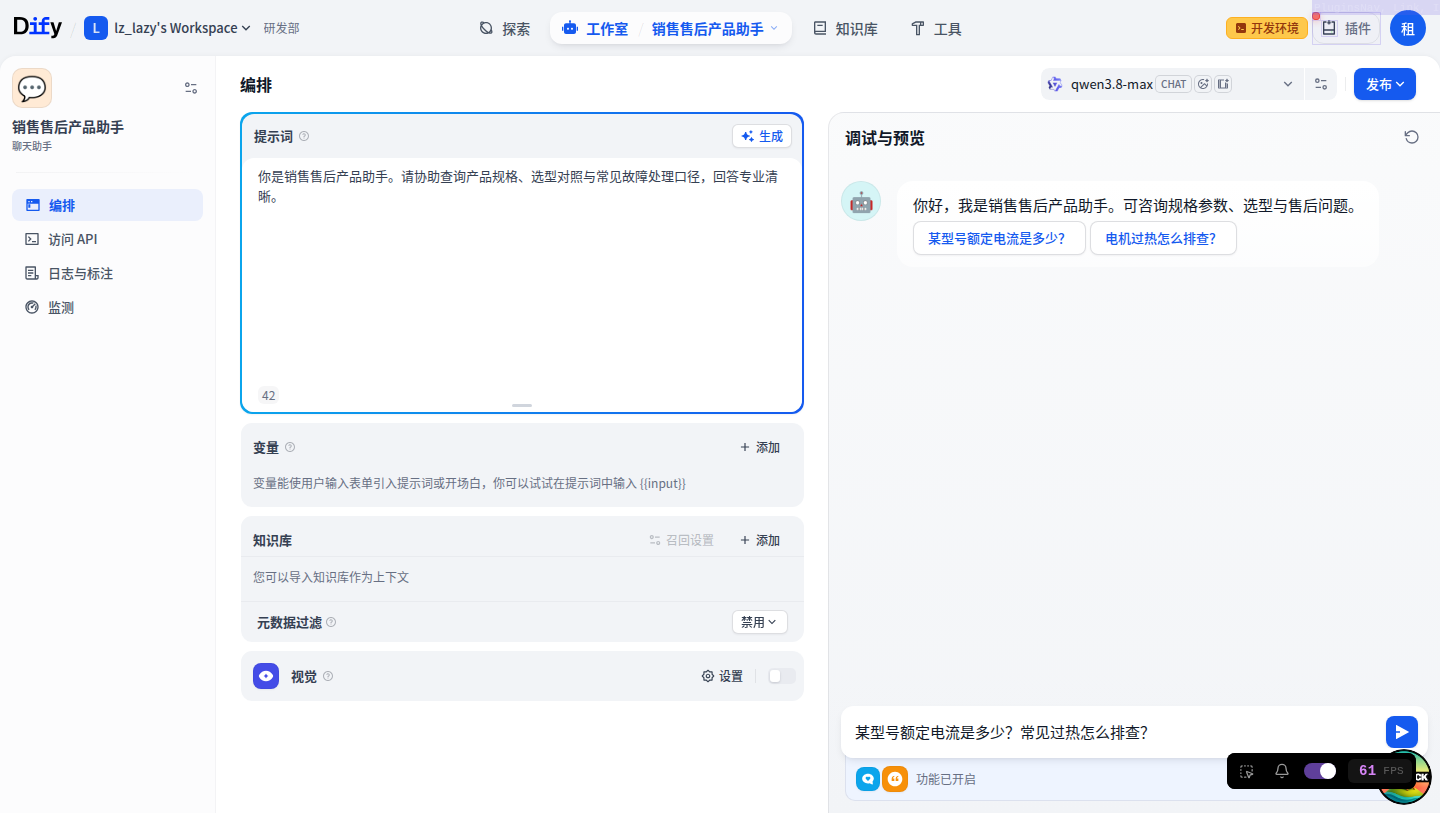 Dify
L lz_lazy's Workspace
研发部
探索
工作室
销售售后产品助手
知识库
工具
开发环境
插件
租
销售售后产品助手
聊天助手
编排
访问 API
日志与标注
监测
编排
qwen3.8-max CHAT
发布
提示词
生成
你是销售售后产品助手。请协助查询产品规格、选型对照与常见故障处理口径，回答专业清
晰。
42
变量
添加
变量能使用户输入表单引入提示词或开场白，你可以试试在提示词中输入 {{input}}
知识库
召回设置
添加
您可以导入知识库作为上下文
元数据过滤
禁用
视觉
设置
调试与预览
你好，我是销售售后产品助手。可咨询规格参数、选型与售后问题。
某型号额定电流是多少？
电机过热怎么排查？
某型号额定电流是多少？常见过热怎么排查？
功能已开启
61 FPS
CK